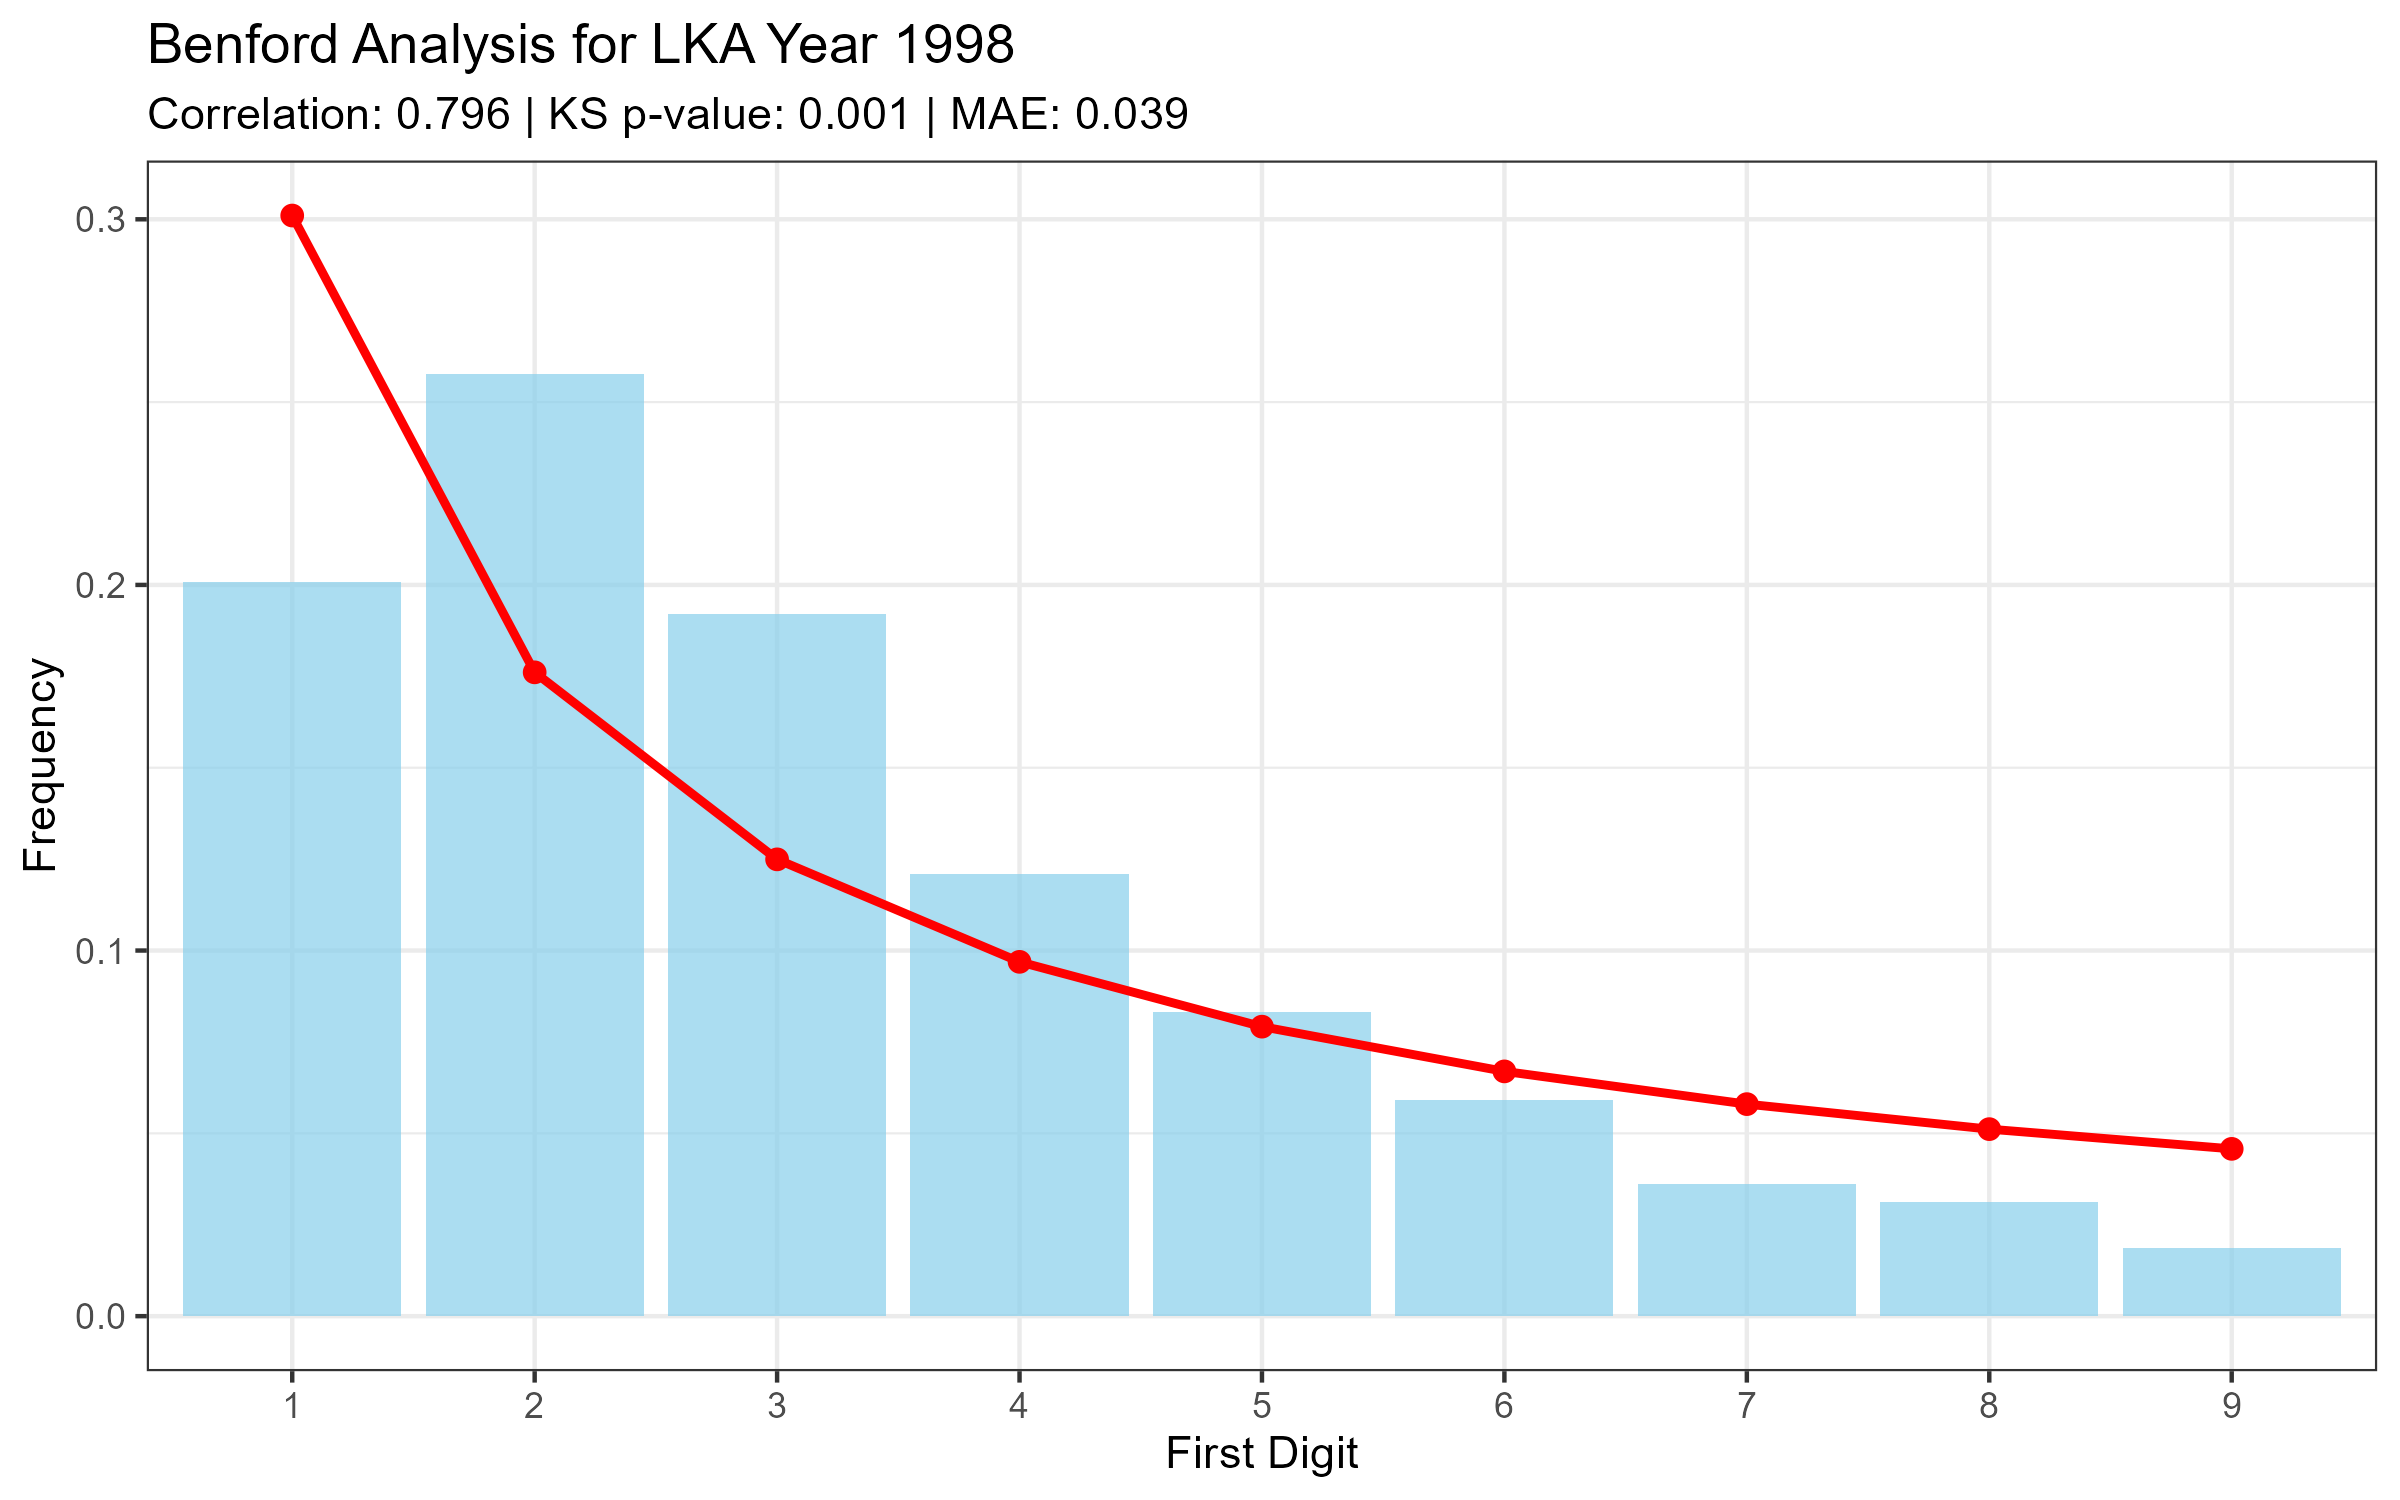 Benford Analysis for LKA Year 1998
Correlation: 0.796 | KS p-value: 0.001 | MAE: 0.039
Frequency
0.3
0.2
0.1
0.0
1 2 3 4 5 6 7 8 9
First Digit